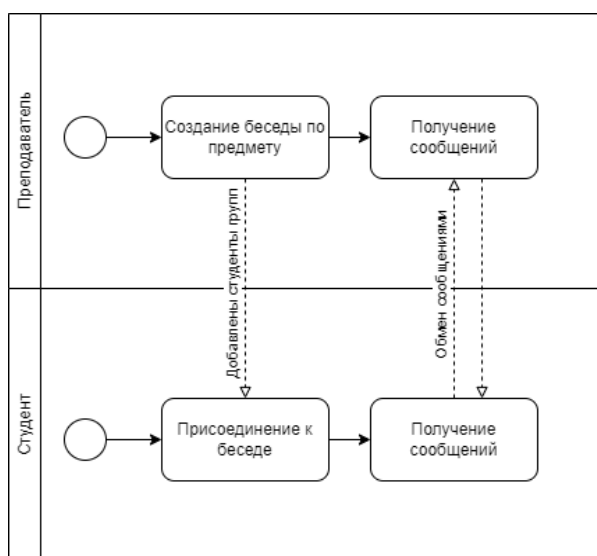 Преподаватель
Создание беседы по
предмету
Получение
сообщений
Добавлены студенты групп
Обмен сообщениями
Студент
Присоединение к
беседе
Получение
сообщений